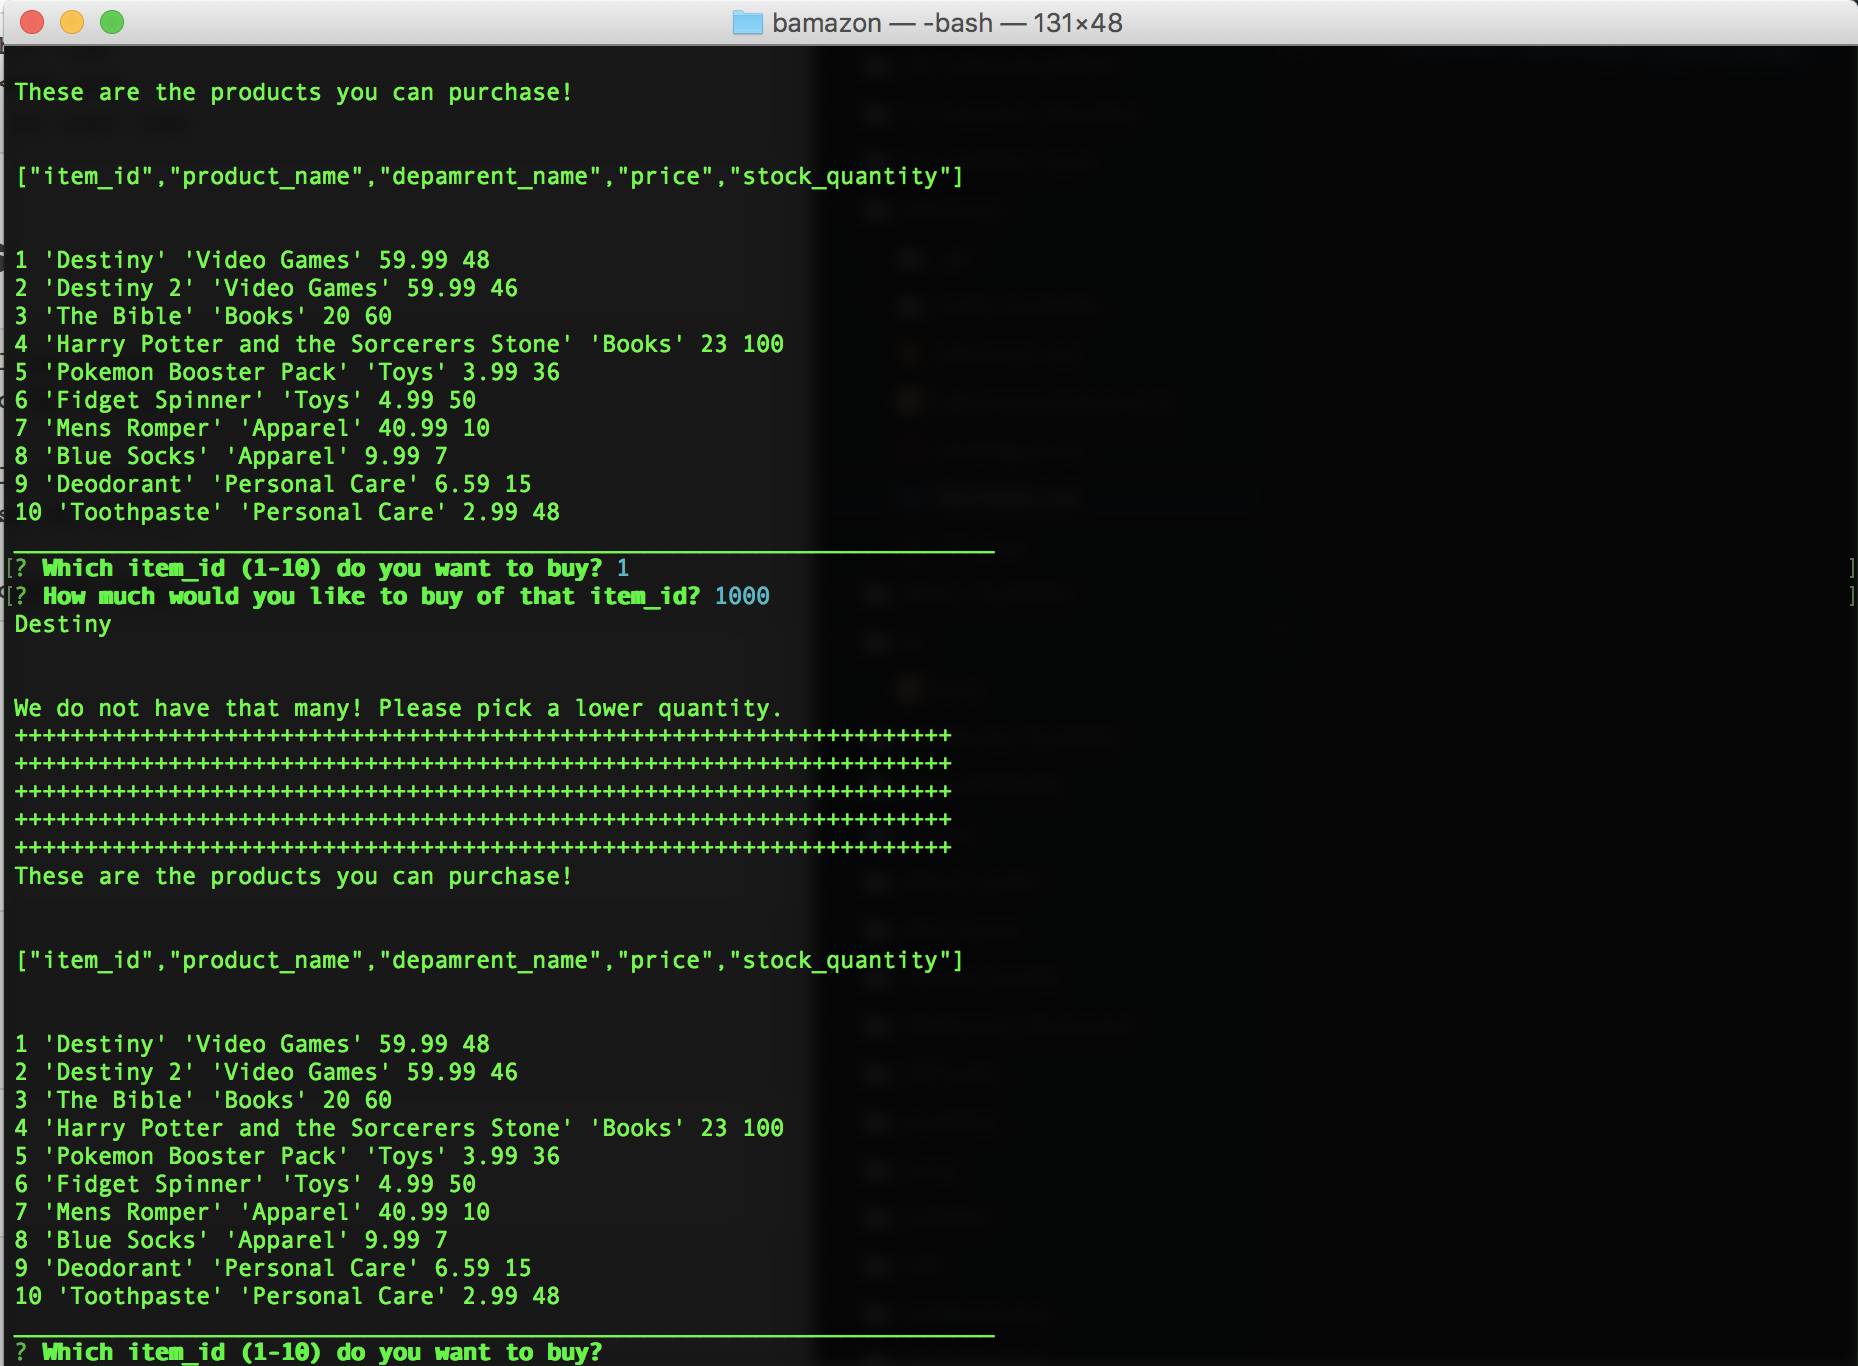 bamazon — -bash — 131×48
These are the products you can purchase!
["item_id","product_name","depamrent_name","price","stock_quantity"]
1 'Destiny' 'Video Games' 59.99 48
2 'Destiny 2' 'Video Games' 59.99 46
3 'The Bible' 'Books' 20 60
4 'Harry Potter and the Sorcerers Stone' 'Books' 23 100
5 'Pokemon Booster Pack' 'Toys' 3.99 36
6 'Fidget Spinner' 'Toys' 4.99 50
7 'Mens Romper' 'Apparel' 40.99 10
8 'Blue Socks' 'Apparel' 9.99 7
9 'Deodorant' 'Personal Care' 6.59 15
10 'Toothpaste' 'Personal Care' 2.99 48
______________________________________________________________________
[? Which item_id (1-10) do you want to buy? 1 ]
[? How much would you like to buy of that item_id? 1000 ]
Destiny
We do not have that many! Please pick a lower quantity.
+++++++++++++++++++++++++++++++++++++++++++++++++++++++++++++++++++
+++++++++++++++++++++++++++++++++++++++++++++++++++++++++++++++++++
+++++++++++++++++++++++++++++++++++++++++++++++++++++++++++++++++++
+++++++++++++++++++++++++++++++++++++++++++++++++++++++++++++++++++
+++++++++++++++++++++++++++++++++++++++++++++++++++++++++++++++++++
These are the products you can purchase!
["item_id","product_name","depamrent_name","price","stock_quantity"]
1 'Destiny' 'Video Games' 59.99 48
2 'Destiny 2' 'Video Games' 59.99 46
3 'The Bible' 'Books' 20 60
4 'Harry Potter and the Sorcerers Stone' 'Books' 23 100
5 'Pokemon Booster Pack' 'Toys' 3.99 36
6 'Fidget Spinner' 'Toys' 4.99 50
7 'Mens Romper' 'Apparel' 40.99 10
8 'Blue Socks' 'Apparel' 9.99 7
9 'Deodorant' 'Personal Care' 6.59 15
10 'Toothpaste' 'Personal Care' 2.99 48
______________________________________________________________________
? Which item_id (1-10) do you want to buy?